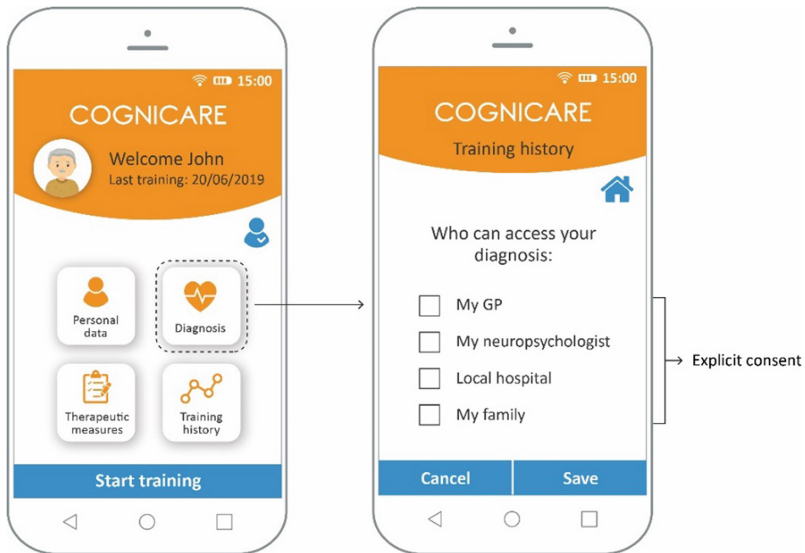 15:00
COGNICARE
Welcome John
Last training: 20/06/2019
Personal
data
Diagnosis
Therapeutic
measures
Training
history
Start training
15:00
COGNICARE
Training history
Who can access your
diagnosis:
My GP
My neuropsychologist
Local hospital
My family
Cancel
Save
Explicit consent